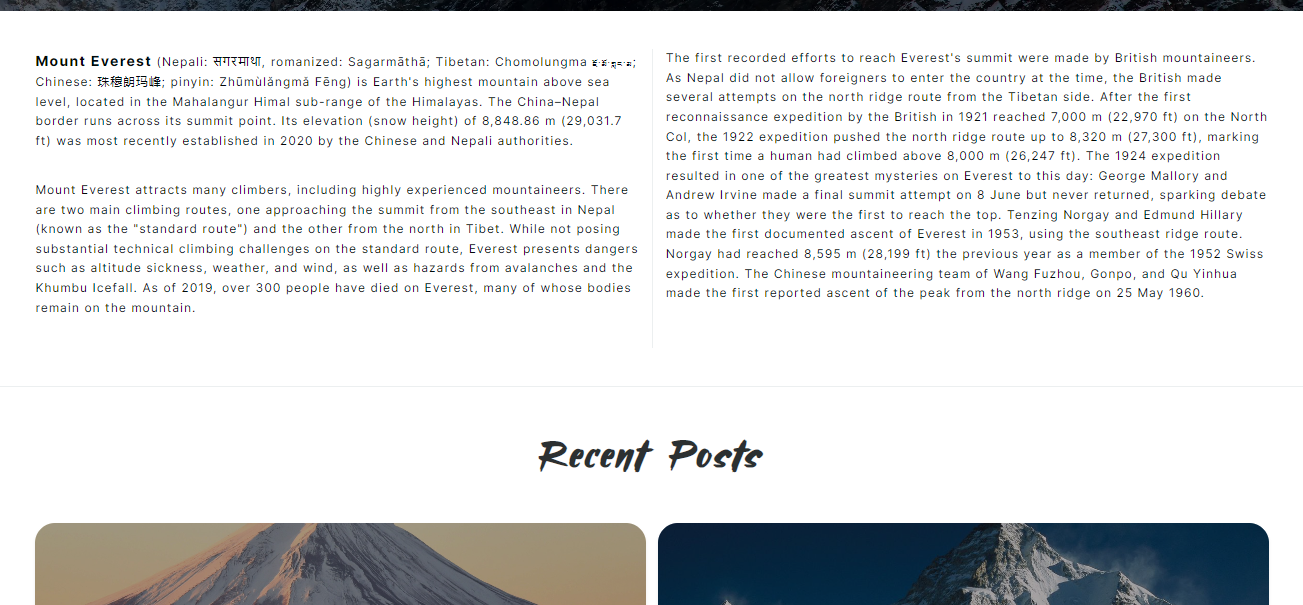 Mount Everest (Nepali: सगरमाथा, romanized: Sagarmāthā; Tibetan: Chomolungma
Chinese: 珠穆朗玛峰; pinyin: Zhūmùlǎngmǎ Fēng) is Earth's highest mountain above sea
level, located in the Mahalangur Himal sub-range of the Himalayas. The China–Nepal
border runs across its summit point. Its elevation (snow height) of 8,848.86 m (29,031.7
ft) was most recently established in 2020 by the Chinese and Nepali authorities.
Mount Everest attracts many climbers, including highly experienced mountaineers. There
are two main climbing routes, one approaching the summit from the southeast in Nepal
(known as the "standard route") and the other from the north in Tibet. While not posing
substantial technical climbing challenges on the standard route, Everest presents dangers
such as altitude sickness, weather, and wind, as well as hazards from avalanches and the
Khumbu Icefall. As of 2019, over 300 people have died on Everest, many of whose bodies
remain on the mountain.
The first recorded efforts to reach Everest's summit were made by British mountaineers.
As Nepal did not allow foreigners to enter the country at the time, the British made
several attempts on the north ridge route from the Tibetan side. After the first
reconnaissance expedition by the British in 1921 reached 7,000 m (22,970 ft) on the North
Col, the 1922 expedition pushed the north ridge route up to 8,320 m (27,300 ft), marking
the first time a human had climbed above 8,000 m (26,247 ft). The 1924 expedition
resulted in one of the greatest mysteries on Everest to this day: George Mallory and
Andrew Irvine made a final summit attempt on 8 June but never returned, sparking debate
as to whether they were the first to reach the top. Tenzing Norgay and Edmund Hillary
made the first documented ascent of Everest in 1953, using the southeast ridge route.
Norgay had reached 8,595 m (28,199 ft) the previous year as a member of the 1952 Swiss
expedition. The Chinese mountaineering team of Wang Fuzhou, Gonpo, and Qu Yinhua
made the first reported ascent of the peak from the north ridge on 25 May 1960.
Recent Posts